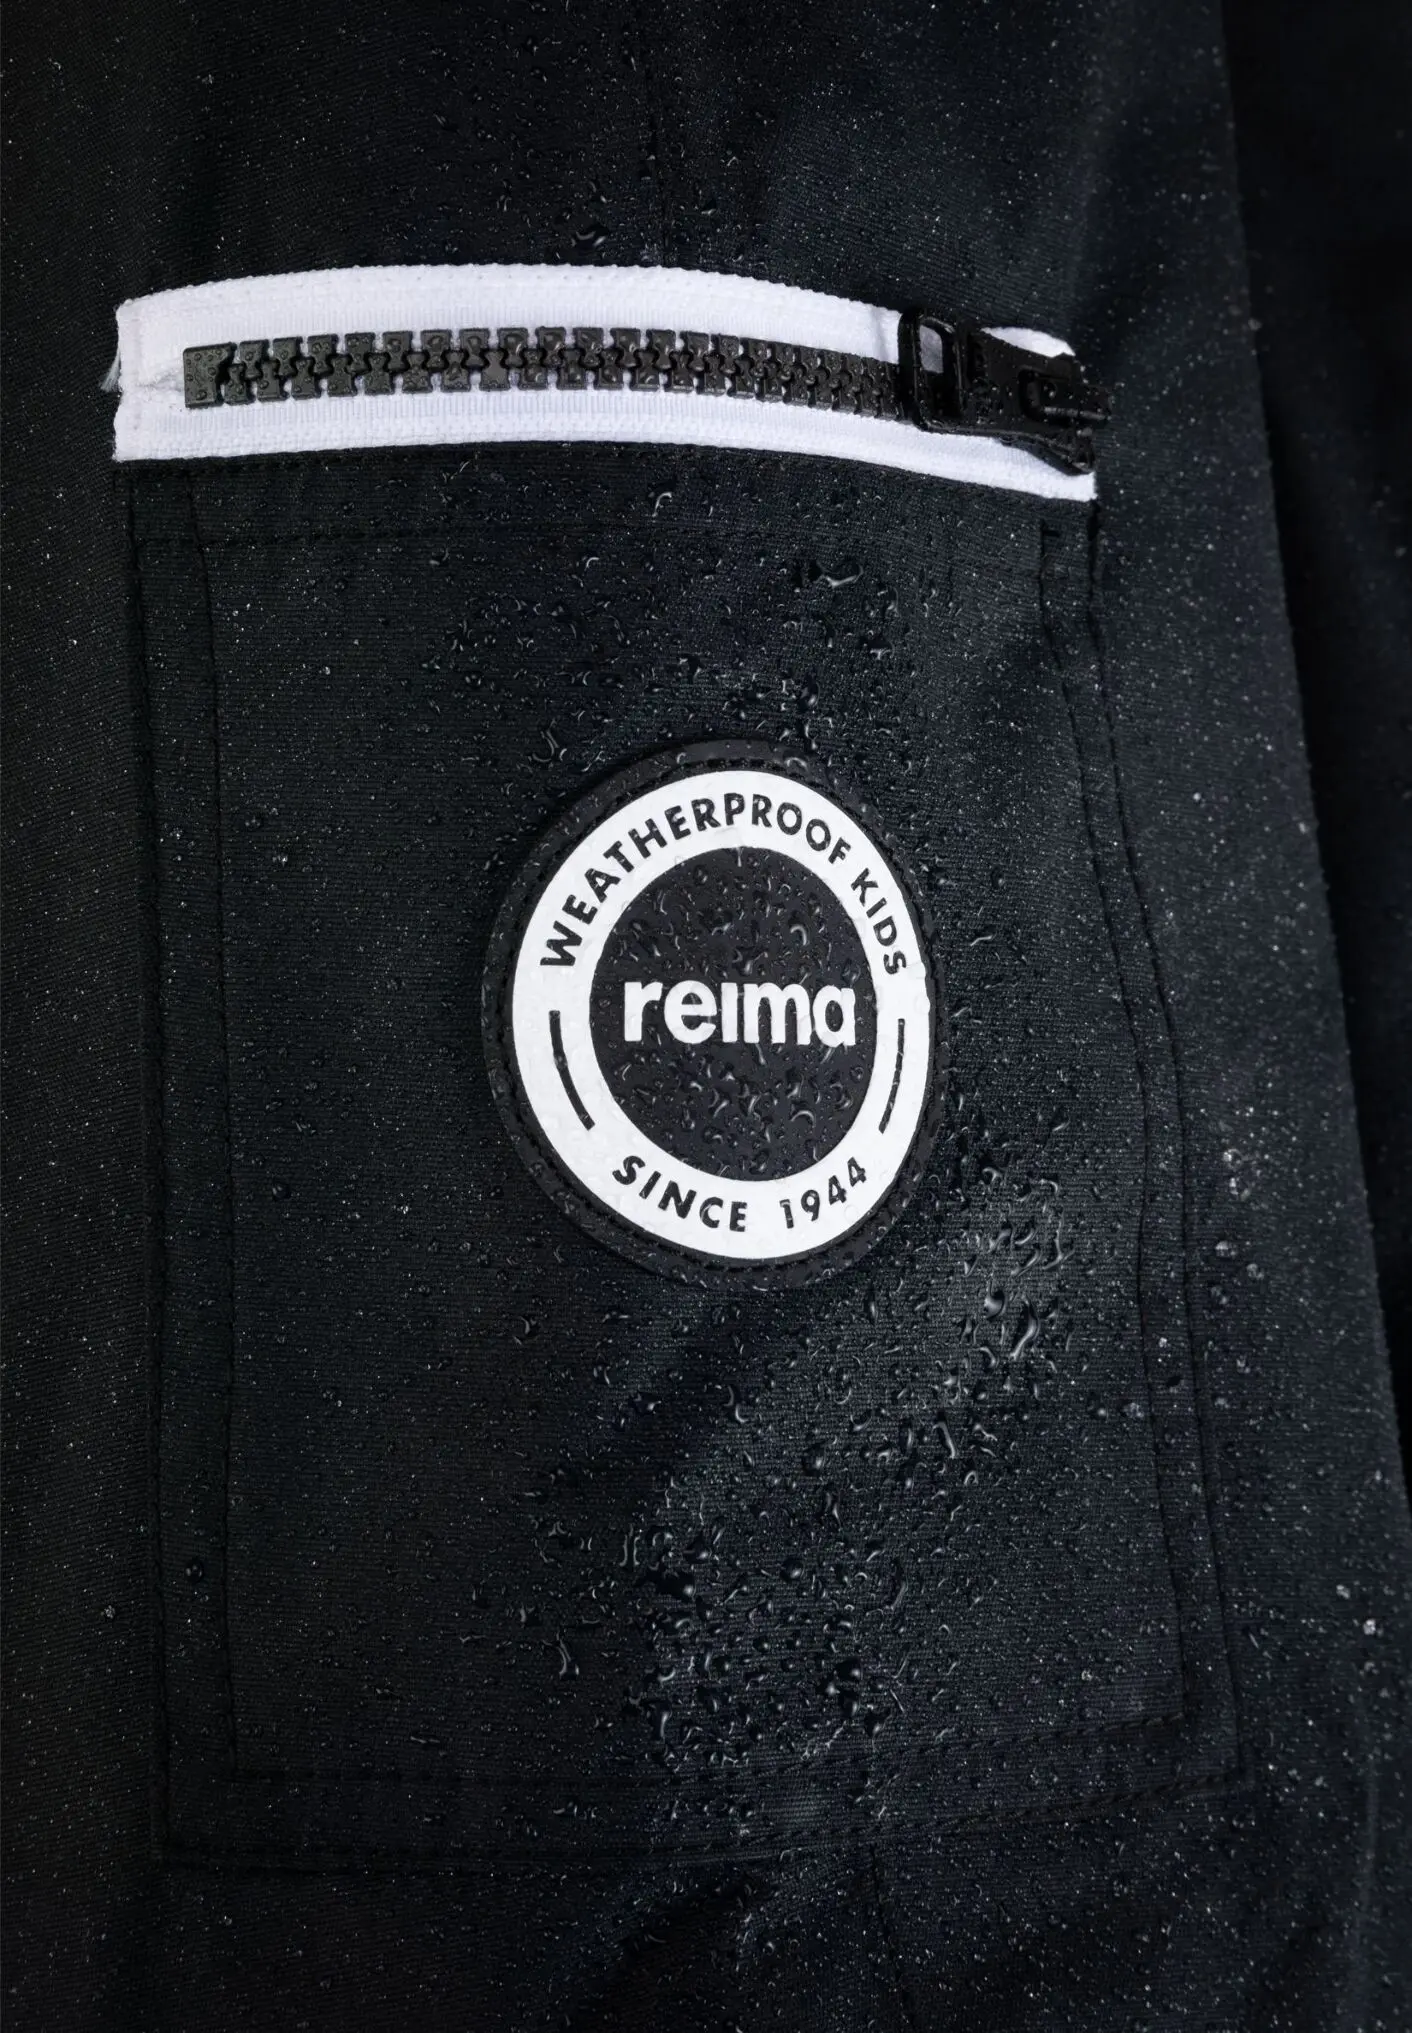 WEATHERPROOF KIDS
reima
SINCE 1944